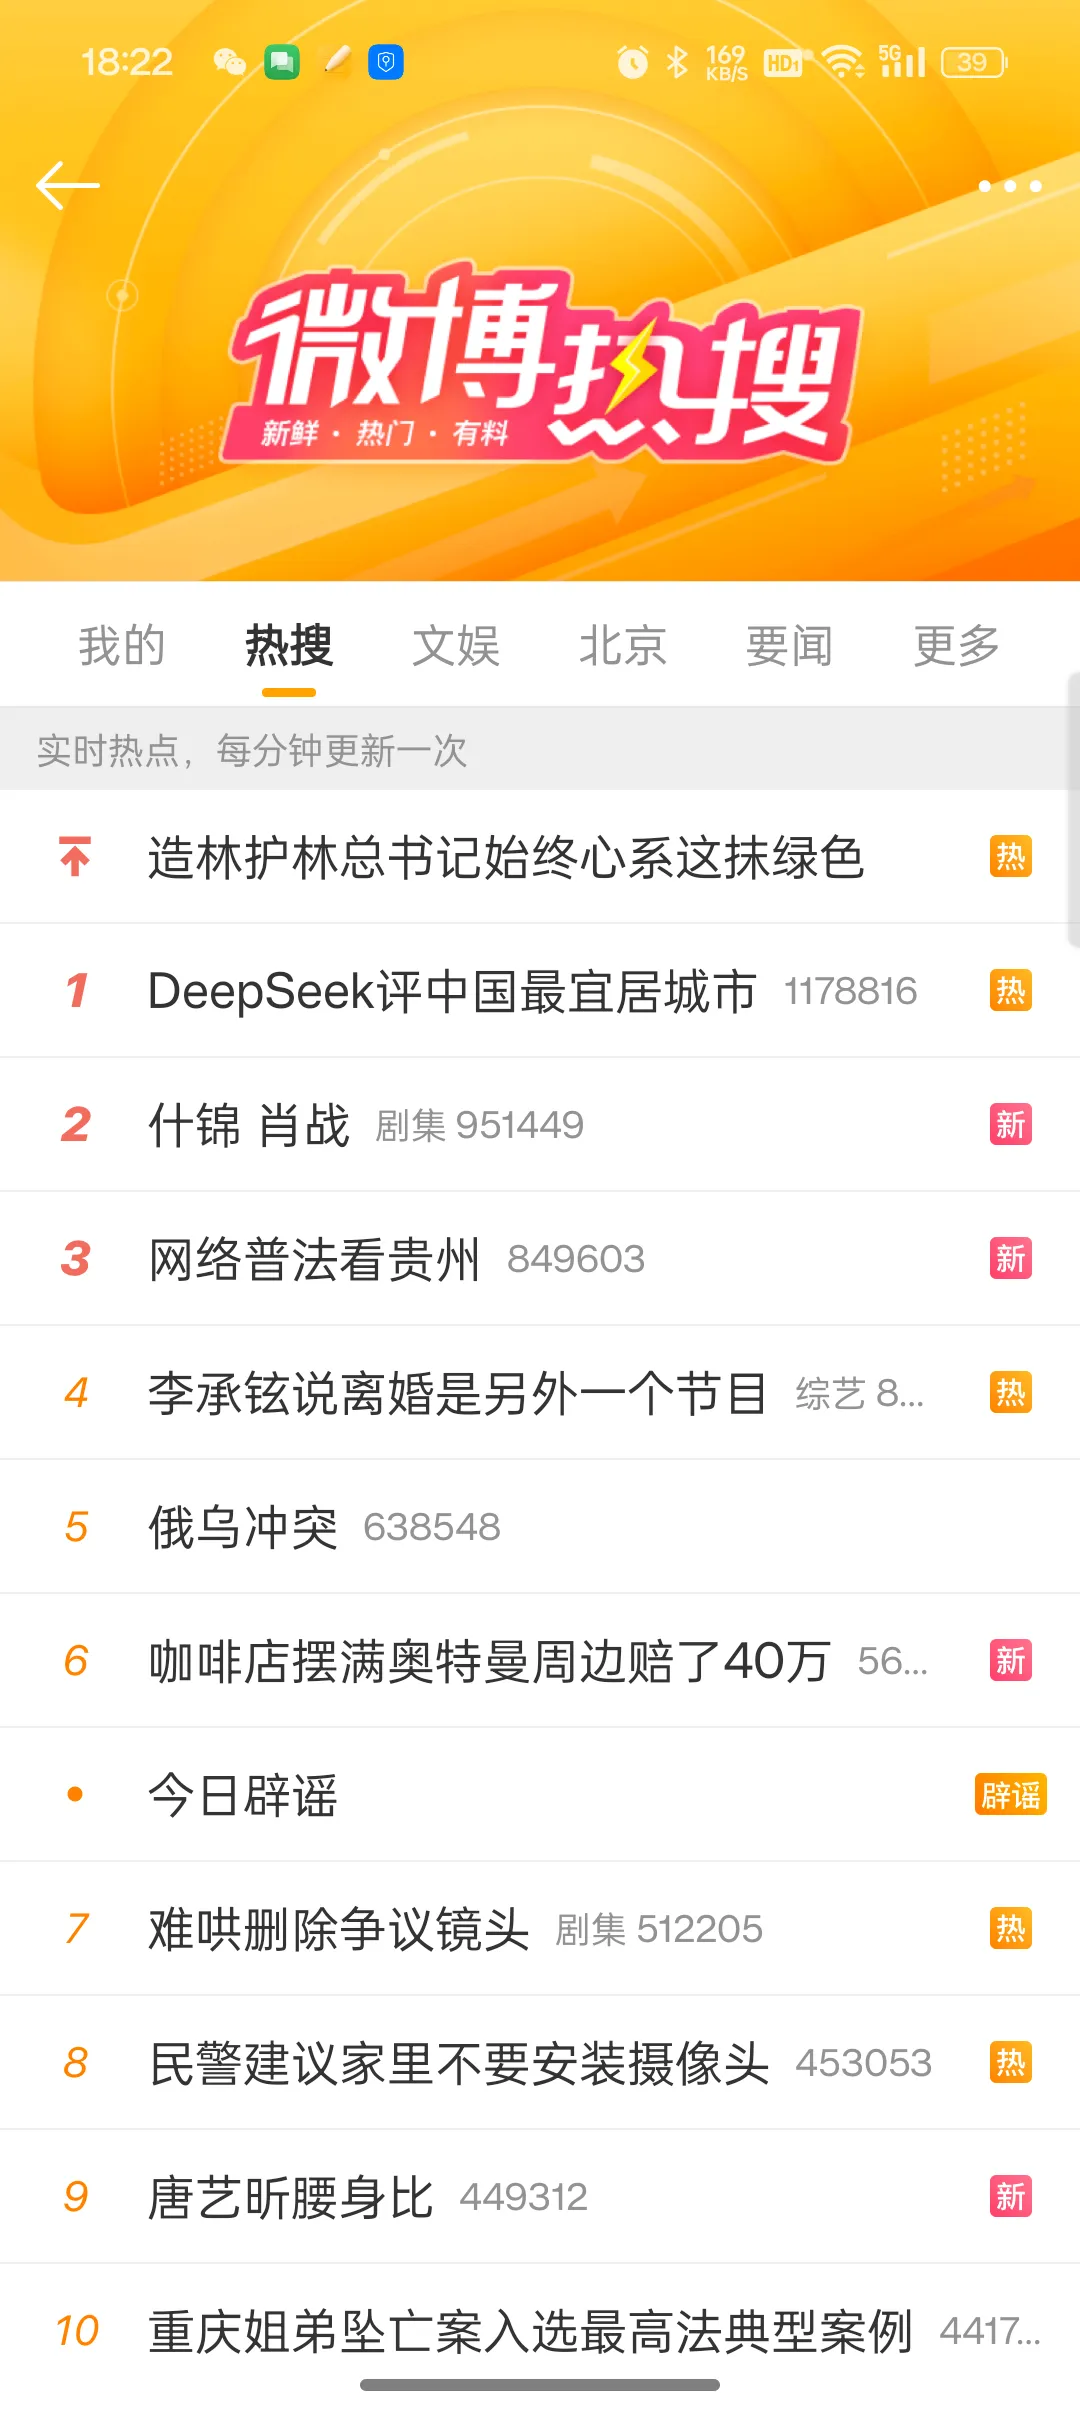 18:22
169 KB/S HD1 5G 39
微博热搜
新鲜 · 热门 · 有料
我的 热搜 文娱 北京 要闻 更多
实时热点，每分钟更新一次
造林护林总书记始终心系这抹绿色 热
1 DeepSeek评中国最宜居城市 1178816 热
2 什锦 肖战 剧集 951449 新
3 网络普法看贵州 849603 新
4 李承铉说离婚是另外一个节目 综艺 8... 热
5 俄乌冲突 638548
6 咖啡店摆满奥特曼周边赔了40万 56... 新
今日辟谣 辟谣
7 难哄删除争议镜头 剧集 512205 热
8 民警建议家里不要安装摄像头 453053 热
9 唐艺昕腰身比 449312 新
10 重庆姐弟坠亡案入选最高法典型案例 4417...